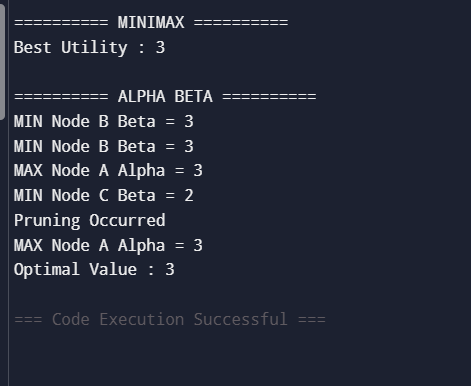 ========== MINIMAX ==========
Best Utility : 3
========== ALPHA BETA ==========
MIN Node B Beta = 3
MIN Node B Beta = 3
MAX Node A Alpha = 3
MIN Node C Beta = 2
Pruning Occurred
MAX Node A Alpha = 3
Optimal Value : 3
=== Code Execution Successful ===